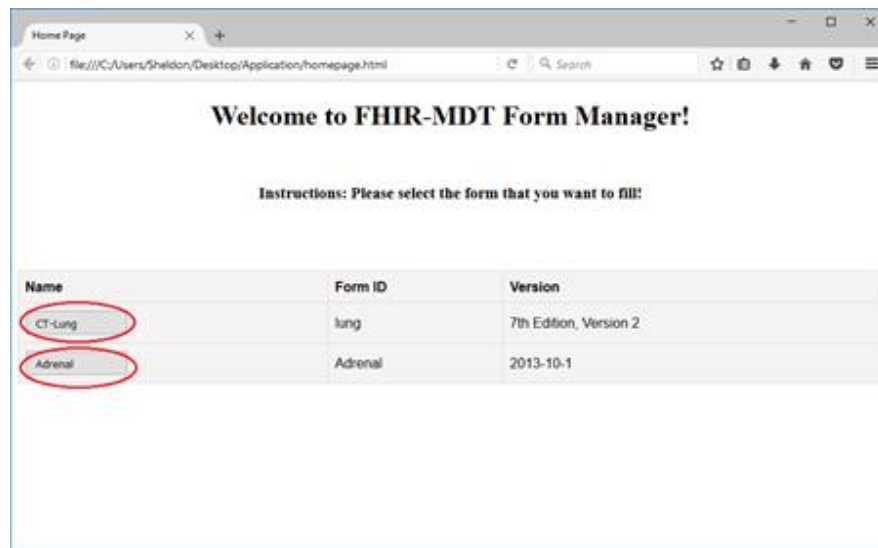 Home Page
file:///C:/Users/Sheldon/Desktop/Application/homepage.html
Search
Welcome to FHIR-MDT Form Manager!
Instructions: Please select the form that you want to fill!
Name Form ID Version
CT-Lung lung 7th Edition, Version 2
Adrenal Adrenal 2013-10-1